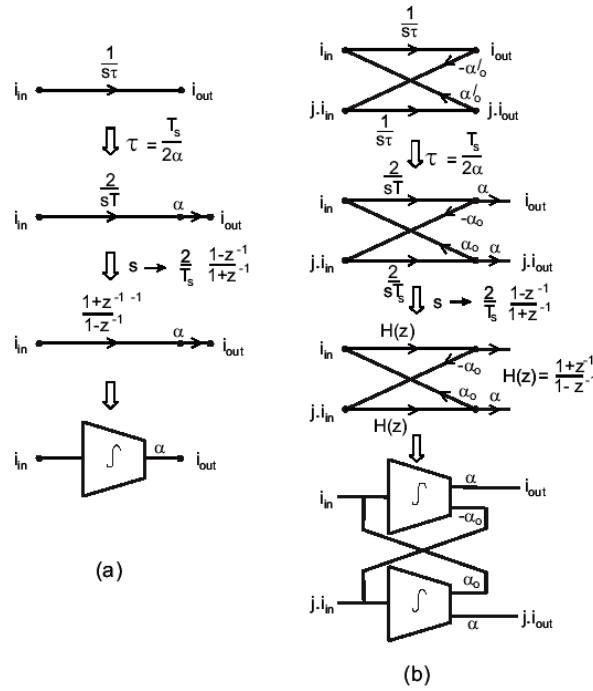 1
sτ
i_in
i_out
τ = T_s
2α
2
sT
α
i_in
i_out
s → 2 1-z^-1
T_s 1+z^-1
1+z^-1 -1
1-z^-1
α
i_in
i_out
i_in
∫
α
i_out
(a)
1
sτ
i_in
i_out
-α'_o
α'_o
j.i_in
j.i_out
1
sτ
τ = T_s
2α
2
sT
α
i_in
i_out
-α_o
α_o
α
j.i_in
j.i_out
2
sT_s
s → 2 1-z^-1
T_s 1+z^-1
H(z)
i_in
-α_o
H(z) = 1+z^-1
1- z^-1
α_o
α
j.i_in
H(z)
α
i_in
∫
i_out
-α_o
α_o
j.i_in
∫
α
j.i_out
(b)